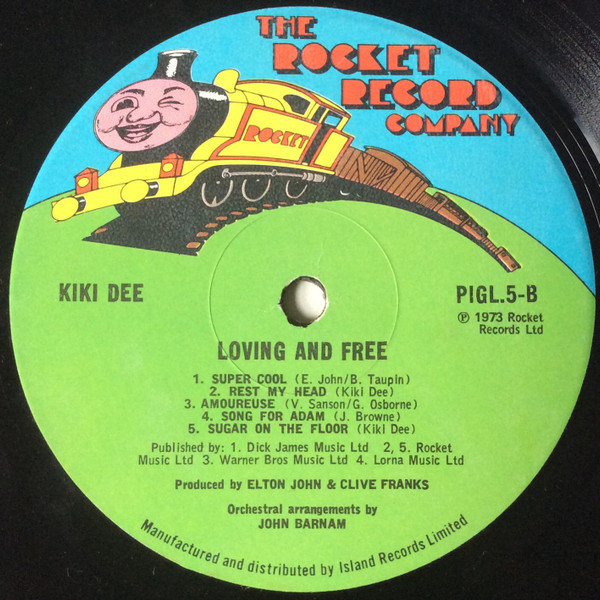 THE
ROCKET
RECORD
COMPANY
ROCKET
KIKI DEE
PIGL.5-B
℗ 1973 Rocket
Records Ltd
LOVING AND FREE
1. SUPER COOL (E. John/B. Taupin)
2. REST MY HEAD (Kiki Dee)
3. AMOUREUSE (V. Sanson/G. Osborne)
4. SONG FOR ADAM (J. Browne)
5. SUGAR ON THE FLOOR (Kiki Dee)
Published by: 1. Dick James Music Ltd 2, 5. Rocket
Music Ltd 3. Warner Bros Music Ltd 4. Lorna Music Ltd
Produced by ELTON JOHN & CLIVE FRANKS
Orchestral arrangements by
JOHN BARNAM
Manufactured and distributed by Island Records Limited